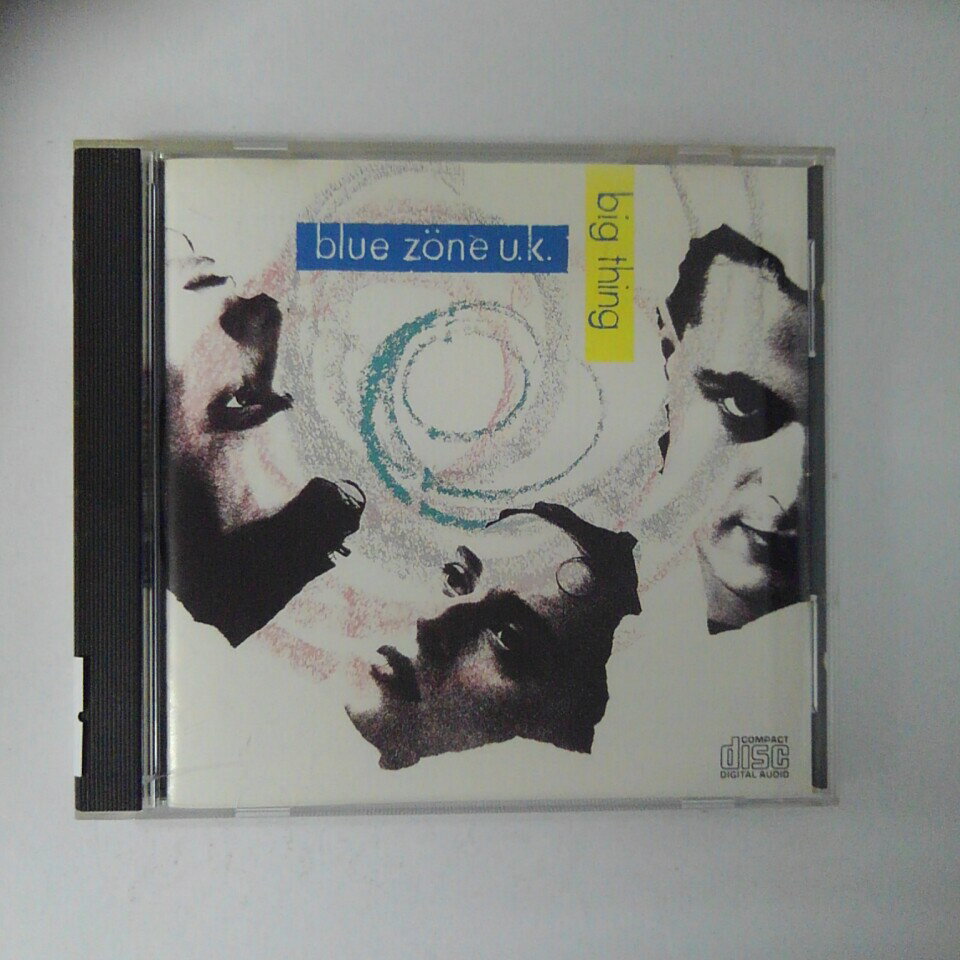 blue zöne u.k.
big thing
COMPACT
disc
DIGITAL AUDIO